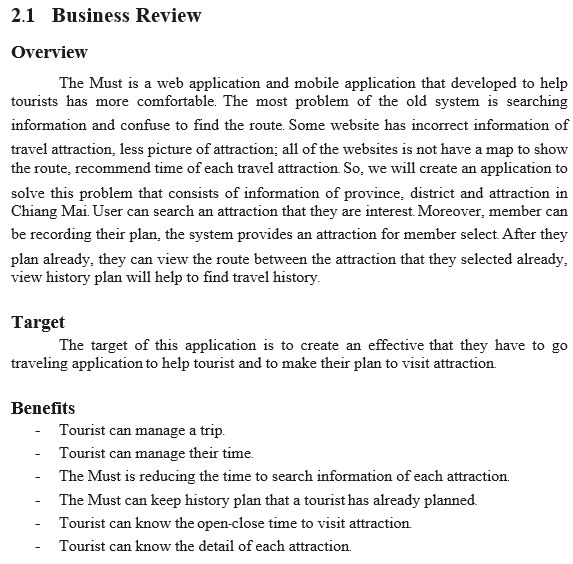 2.1 Business Review
Overview
The Must is a web application and mobile application that developed to help
tourists has more comfortable. The most problem of the old system is searching
information and confuse to find the route. Some website has incorrect information of
travel attraction, less picture of attraction; all of the websites is not have a map to show
the route, recommend time of each travel attraction. So, we will create an application to
solve this problem that consists of information of province, district and attraction in
Chiang Mai. User can search an attraction that they are interest. Moreover, member can
be recording their plan, the system provides an attraction for member select. After they
plan already, they can view the route between the attraction that they selected already,
view history plan will help to find travel history.
Target
The target of this application is to create an effective that they have to go
traveling application to help tourist and to make their plan to visit attraction.
Benefits
- Tourist can manage a trip.
- Tourist can manage their time.
- The Must is reducing the time to search information of each attraction.
- The Must can keep history plan that a tourist has already planned.
- Tourist can know the open-close time to visit attraction.
- Tourist can know the detail of each attraction.